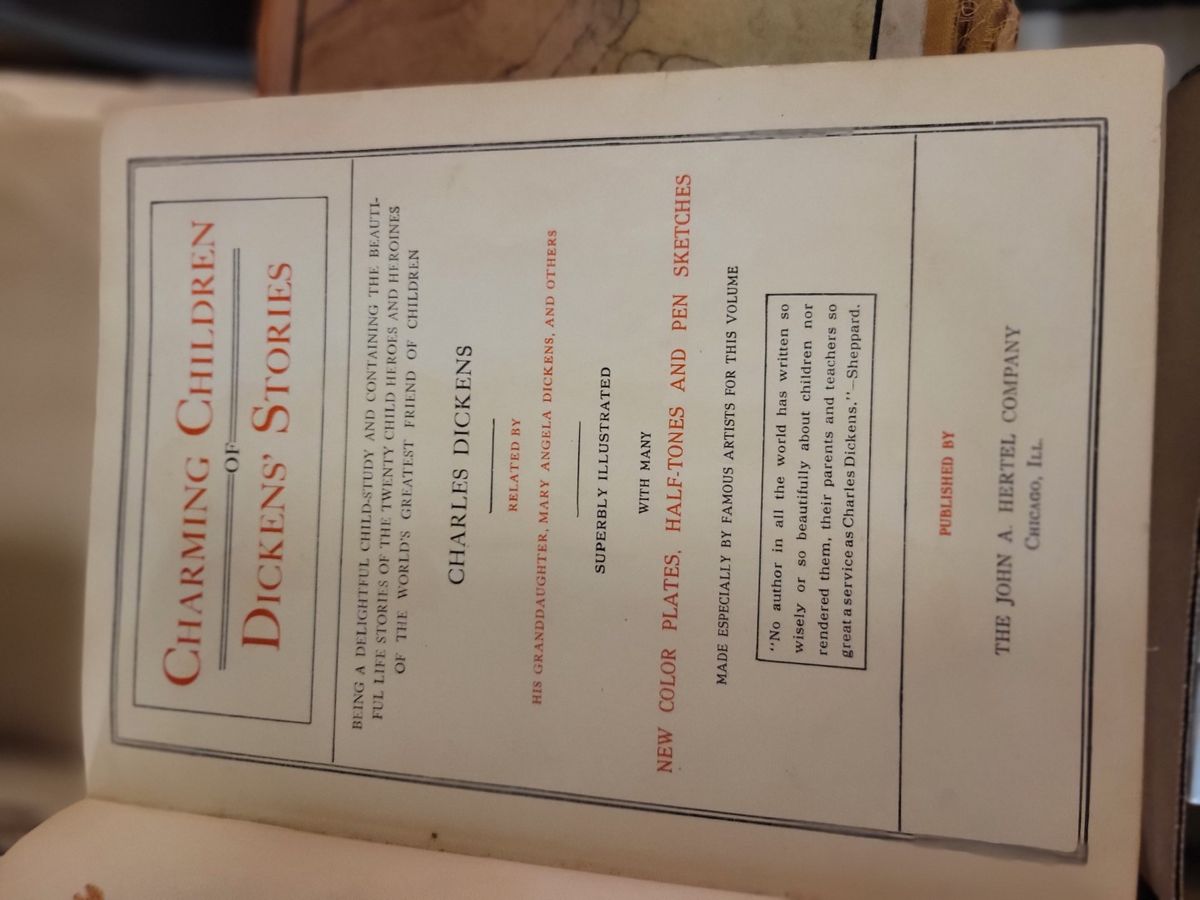 CHARMING CHILDREN
OF
DICKENS' STORIES
BEING A DELIGHTFUL CHILD-STUDY AND CONTAINING THE BEAUTI-
FUL LIFE STORIES OF THE TWENTY CHILD HEROES AND HEROINES
OF THE WORLD'S GREATEST FRIEND OF CHILDREN
CHARLES DICKENS
RELATED BY
HIS GRANDDAUGHTER, MARY ANGELA DICKENS, AND OTHERS
SUPERBLY ILLUSTRATED
WITH MANY
NEW COLOR PLATES, HALF-TONES AND PEN SKETCHES
MADE ESPECIALLY BY FAMOUS ARTISTS FOR THIS VOLUME
"No author in all the world has written so
wisely or so beautifully about children nor
rendered them, their parents and teachers so
great a service as Charles Dickens."—Sheppard.
PUBLISHED BY
THE JOHN A. HERTEL COMPANY
CHICAGO, ILL.